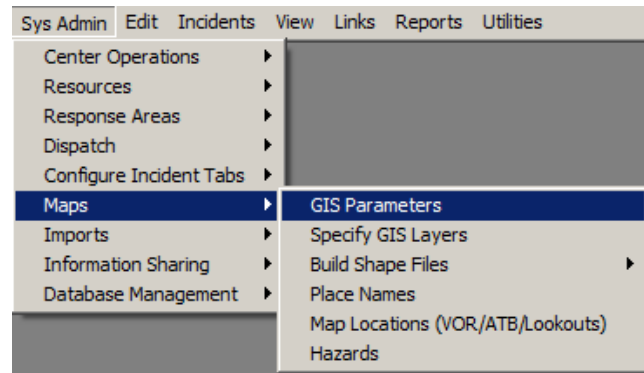 Sys Admin Edit Incidents View Links Reports Utilities
Center Operations
Resources
Response Areas
Dispatch
Configure Incident Tabs
Maps
Imports
Information Sharing
Database Management
GIS Parameters
Specify GIS Layers
Build Shape Files
Place Names
Map Locations (VOR/ATB/Lookouts)
Hazards